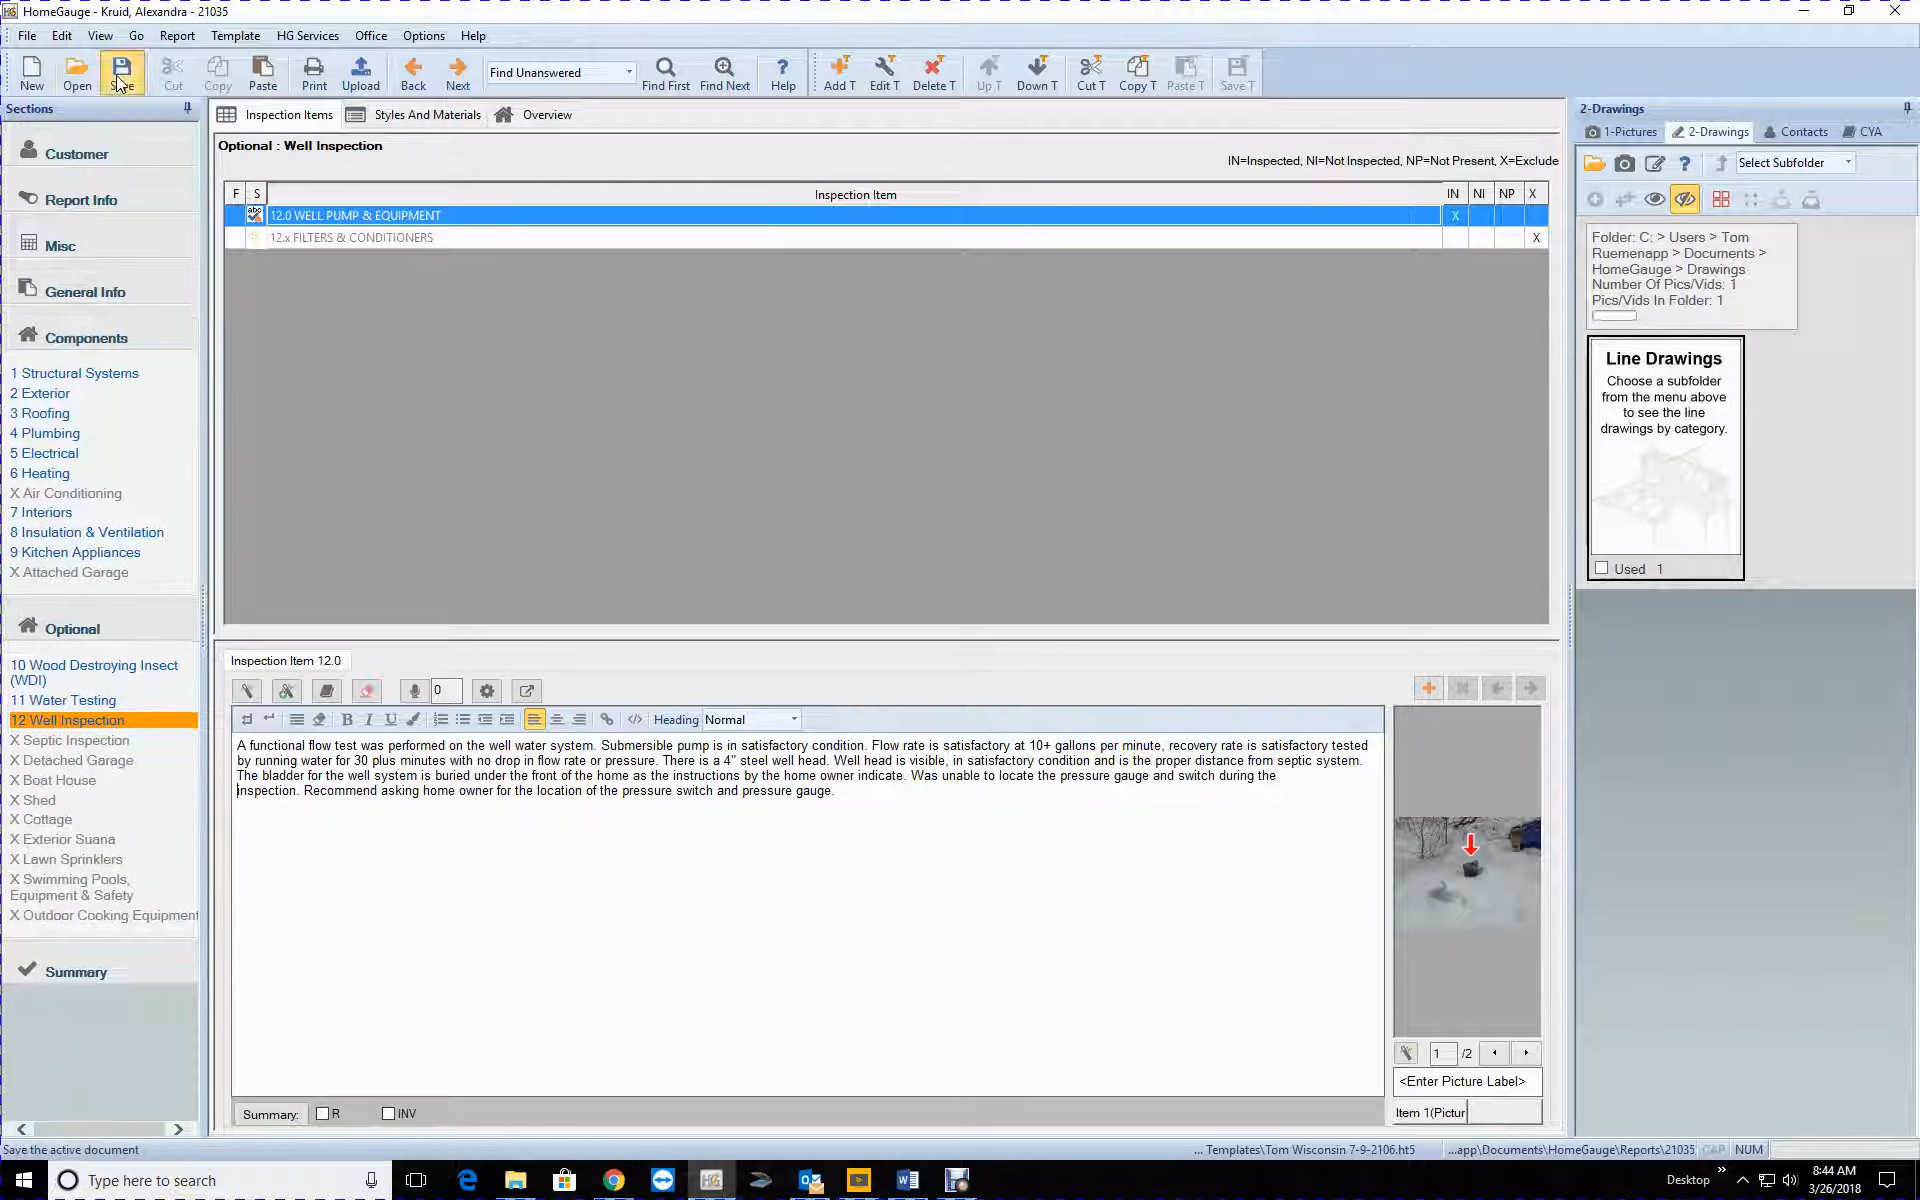 HomeGauge - Kruid, Alexandra - 21035
File Edit View Go Report Template HG Services Office Options Help
New Open Save Cut Copy Paste Print Upload Back Next Find Unanswered Find First Find Next Help Add T Edit T Delete T Up T Down T Cut T Copy T Paste T Save T
Sections
Customer
Report Info
Misc
General Info
Components
1 Structural Systems
2 Exterior
3 Roofing
4 Plumbing
5 Electrical
6 Heating
X Air Conditioning
7 Interiors
8 Insulation & Ventilation
9 Kitchen Appliances
X Attached Garage
Optional
10 Wood Destroying Insect
(WDI)
11 Water Testing
12 Well Inspection
X Septic Inspection
X Detached Garage
X Boat House
X Shed
X Cottage
X Exterior Suana
X Lawn Sprinklers
X Swimming Pools,
Equipment & Safety
X Outdoor Cooking Equipment
Summary
Inspection Items Styles And Materials Overview
Optional : Well Inspection
IN=Inspected, NI=Not Inspected, NP=Not Present, X=Exclude
F S Inspection Item IN NI NP X
abc 12.0 WELL PUMP & EQUIPMENT X
12.x FILTERS & CONDITIONERS X
Inspection Item 12.0
0
B I U Heading Normal
A functional flow test was performed on the well water system. Submersible pump is in satisfactory condition. Flow rate is satisfactory at 10+ gallons per minute, recovery rate is satisfactory tested
by running water for 30 plus minutes with no drop in flow rate or pressure. There is a 4" steel well head. Well head is visible, in satisfactory condition and is the proper distance from septic system.
The bladder for the well system is buried under the front of the home as the instructions by the home owner indicate. Was unable to locate the pressure gauge and switch during the
inspection. Recommend asking home owner for the location of the pressure switch and pressure gauge.
1 /2
<Enter Picture Label>
Item 1(Pictur
Summary: R INV
2-Drawings
1-Pictures 2-Drawings Contacts CYA
Select Subfolder
Folder: C: > Users > Tom
Ruemenapp > Documents >
HomeGauge > Drawings
Number Of Pics/Vids: 1
Pics/Vids In Folder: 1
Line Drawings
Choose a subfolder
from the menu above
to see the line
drawings by category.
Used 1
Save the active document
... Templates\Tom Wisconsin 7-9-2106.ht5 ...app\Documents\HomeGauge\Reports\21035 CAP NUM
Type here to search
Desktop
8:44 AM
3/26/2018